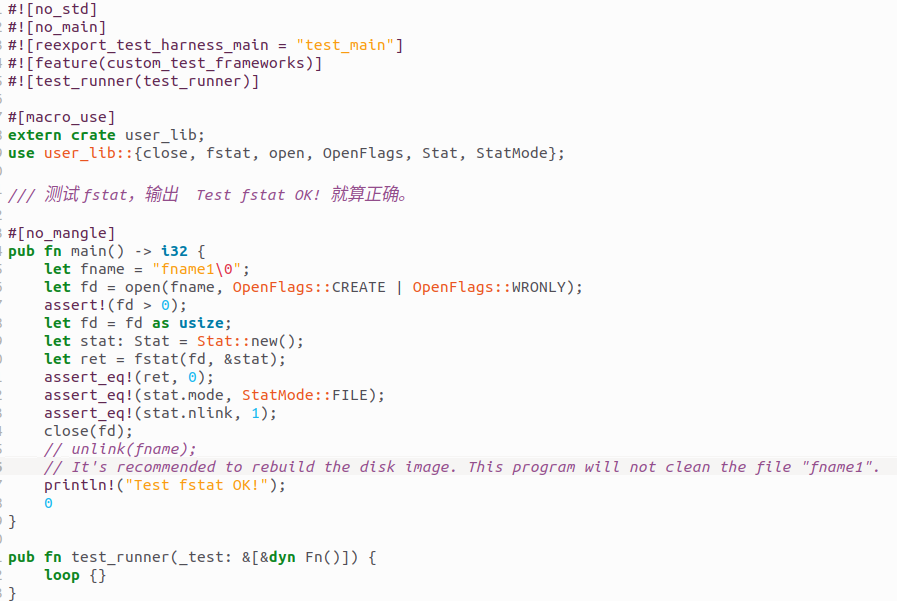 #![no_std]
#![no_main]
#![reexport_test_harness_main = "test_main"]
#![feature(custom_test_frameworks)]
#![test_runner(test_runner)]

#[macro_use]
extern crate user_lib;
use user_lib::{close, fstat, open, OpenFlags, Stat, StatMode};

/// 测试 fstat，输出  Test fstat OK! 就算正确。

#[no_mangle]
pub fn main() -> i32 {
    let fname = "fname1\0";
    let fd = open(fname, OpenFlags::CREATE | OpenFlags::WRONLY);
    assert!(fd > 0);
    let fd = fd as usize;
    let stat: Stat = Stat::new();
    let ret = fstat(fd, &stat);
    assert_eq!(ret, 0);
    assert_eq!(stat.mode, StatMode::FILE);
    assert_eq!(stat.nlink, 1);
    close(fd);
    // unlink(fname);
    // It's recommended to rebuild the disk image. This program will not clean the file "fname1".
    println!("Test fstat OK!");
    0
}

pub fn test_runner(_test: &[&dyn Fn()]) {
    loop {}
}